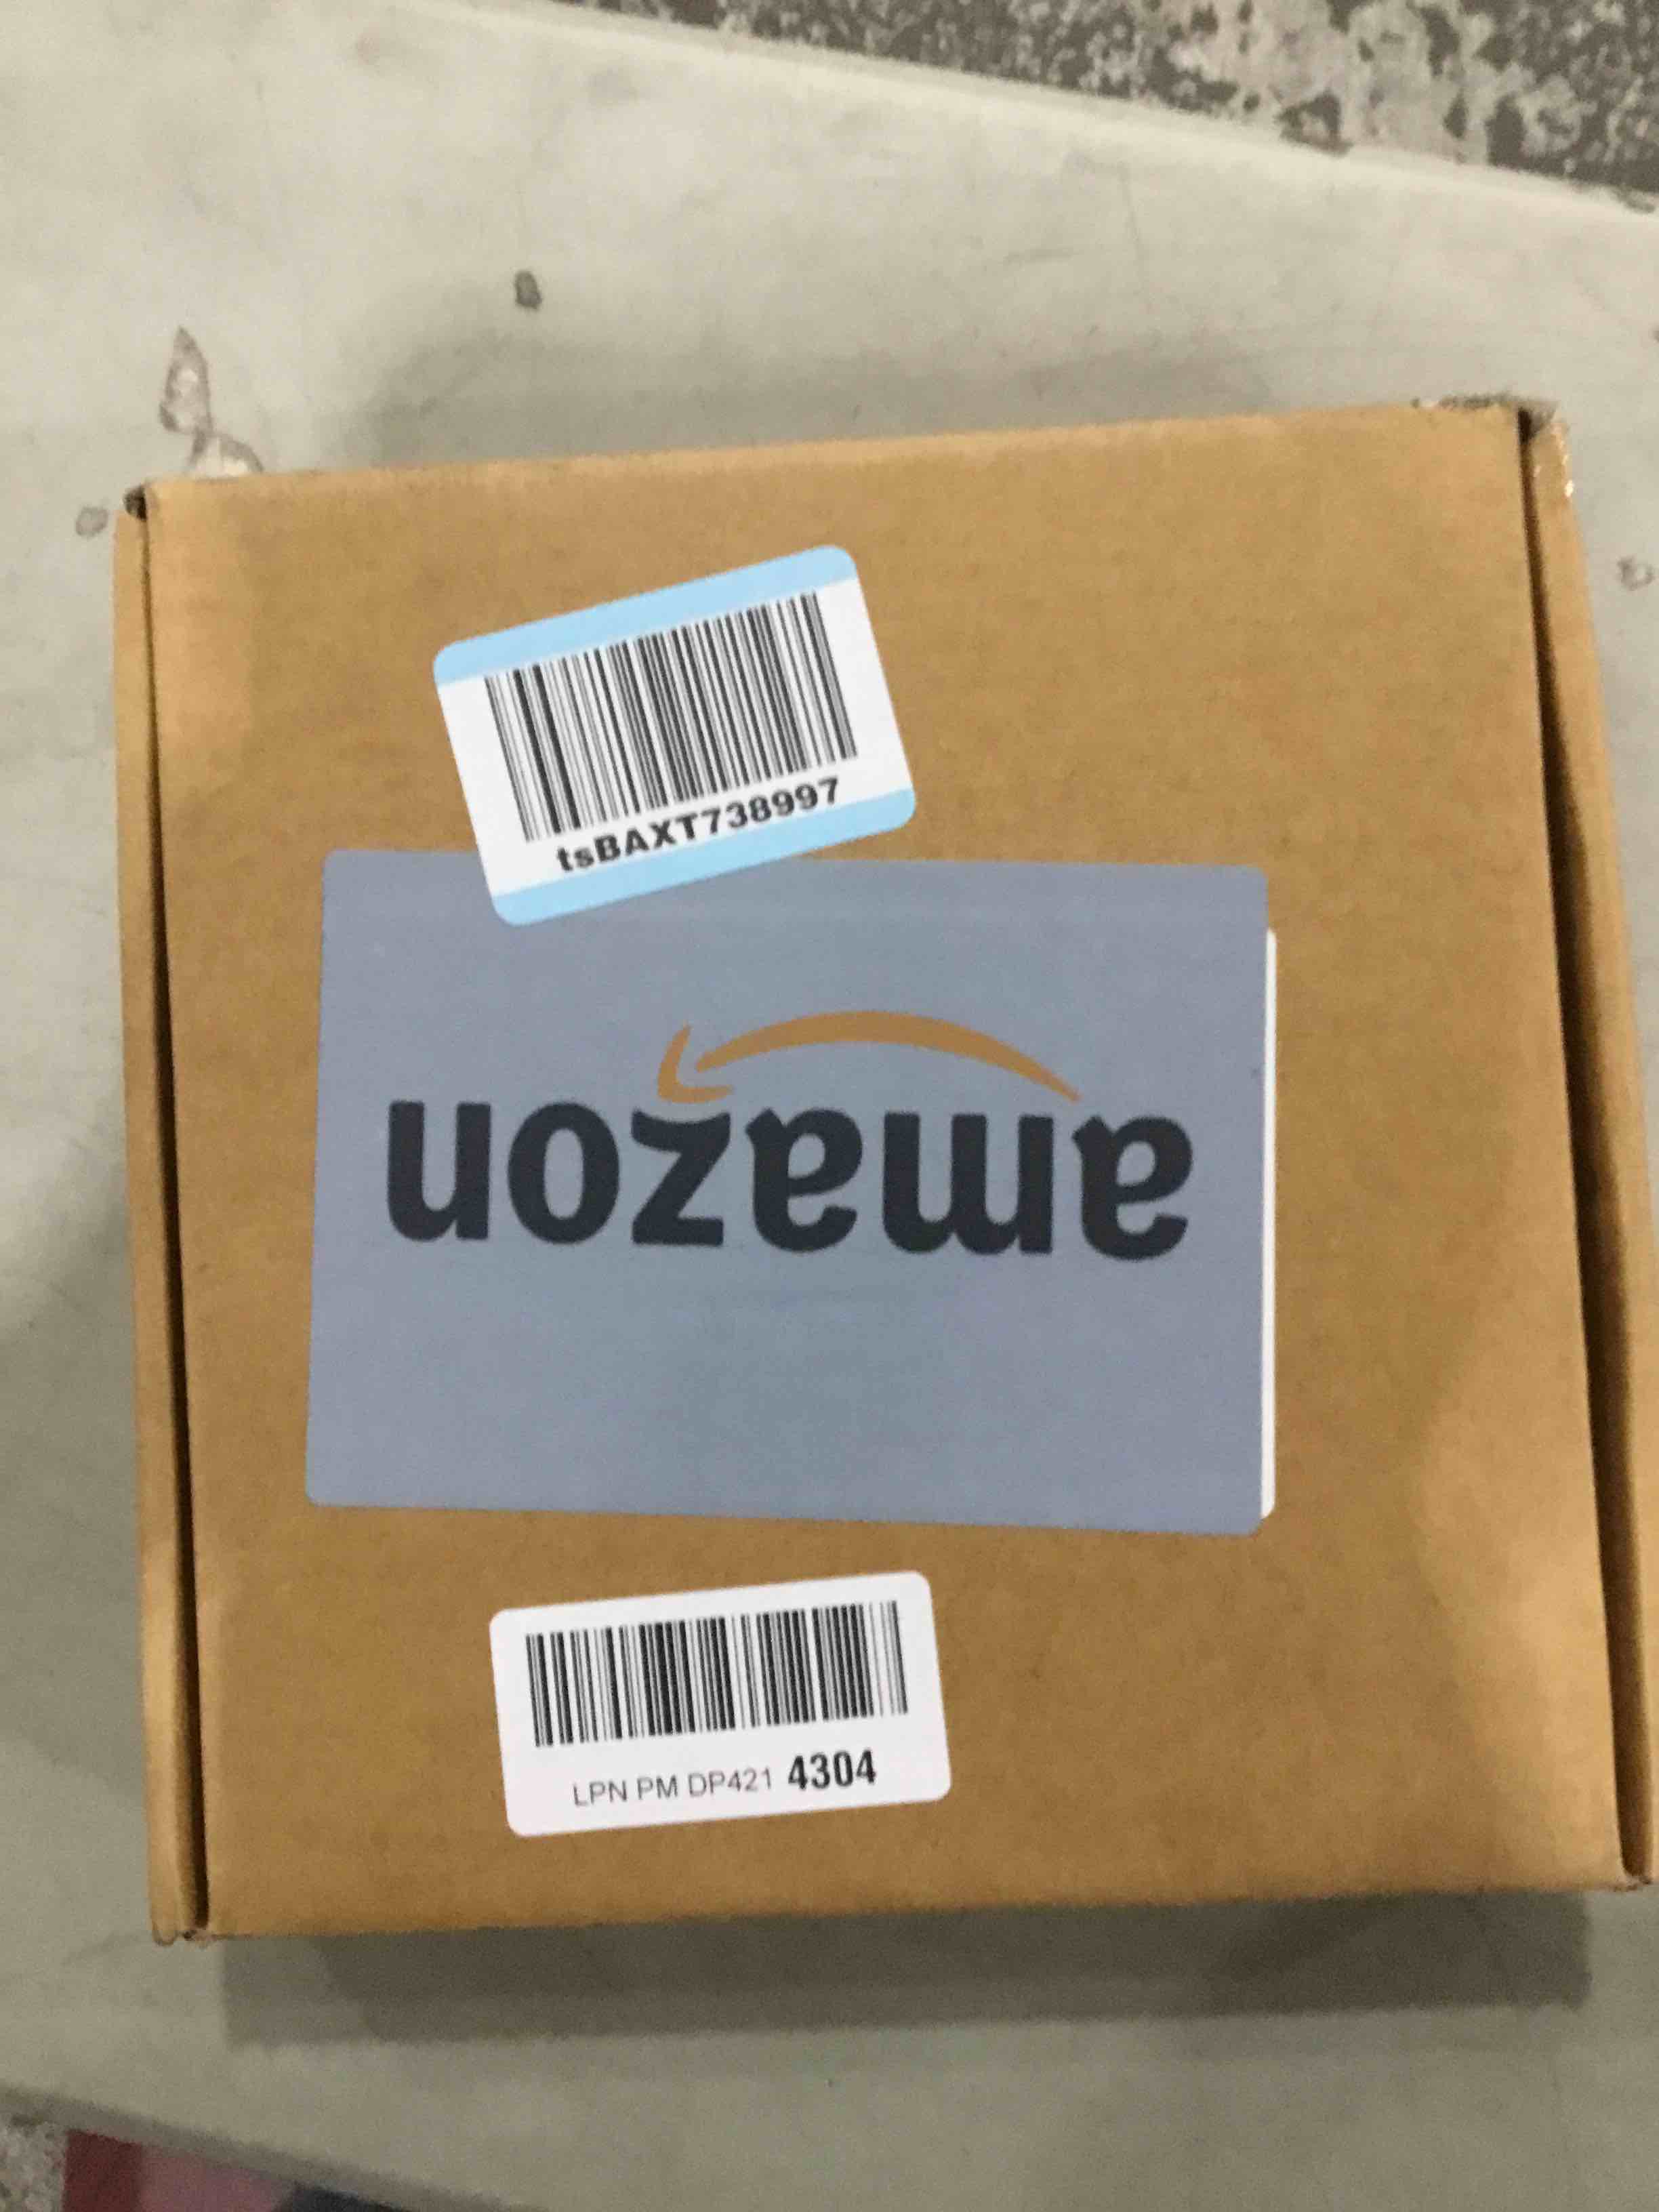 tsBAXT738997
amazon
LPN PM DP421 4304